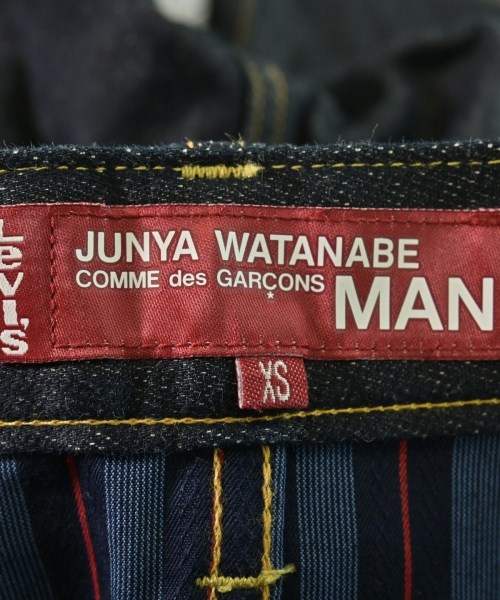 Levi's
JUNYA WATANABE
COMME des GARÇONS
MAN
XS